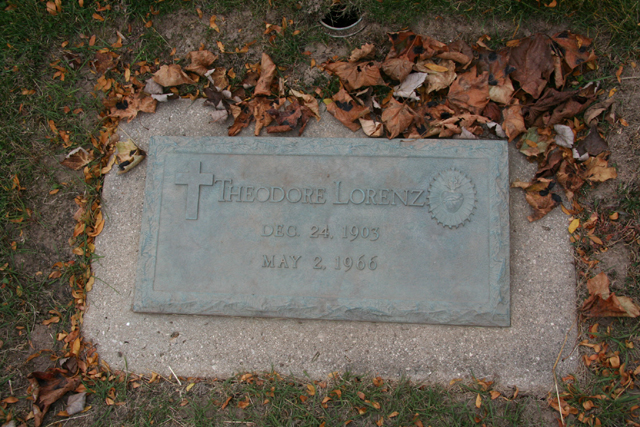 THEODORE LORENZ
DEC. 24, 1903
MAY 2, 1966